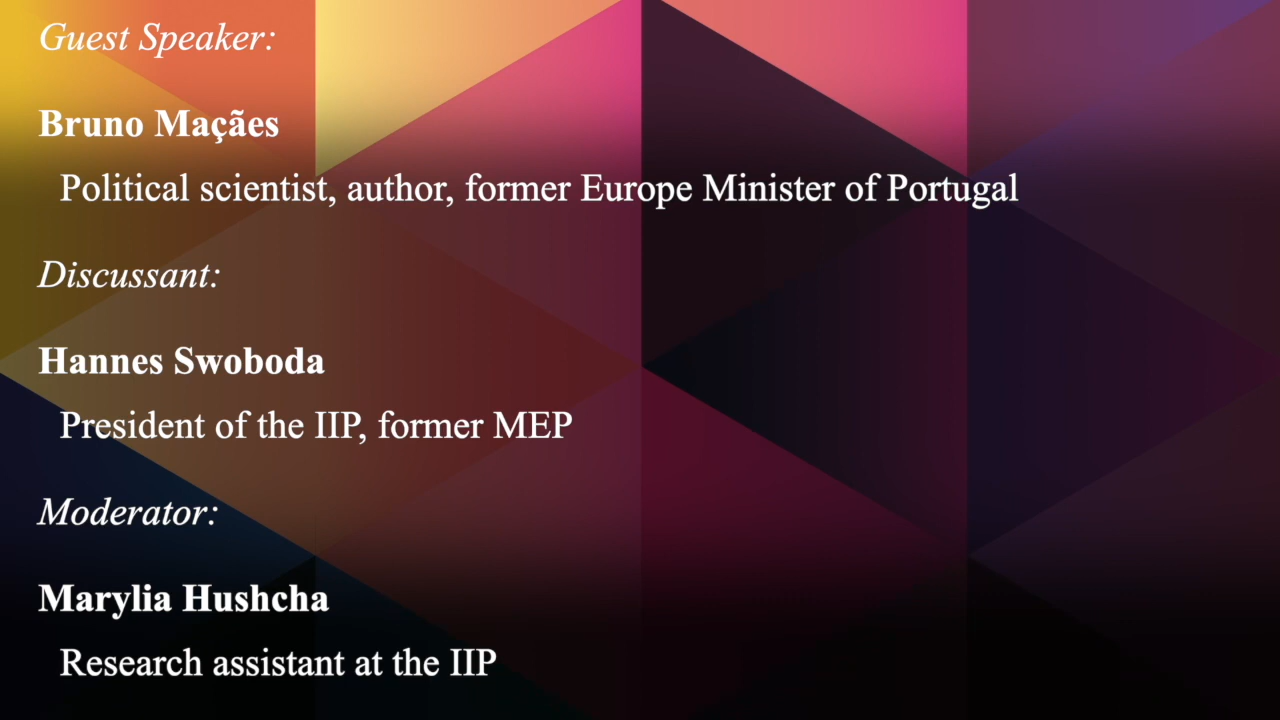 Guest Speaker:
Bruno Maçães
Political scientist, author, former Europe Minister of Portugal
Discussant:
Hannes Swoboda
President of the IIP, former MEP
Moderator:
Marylia Hushcha
Research assistant at the IIP